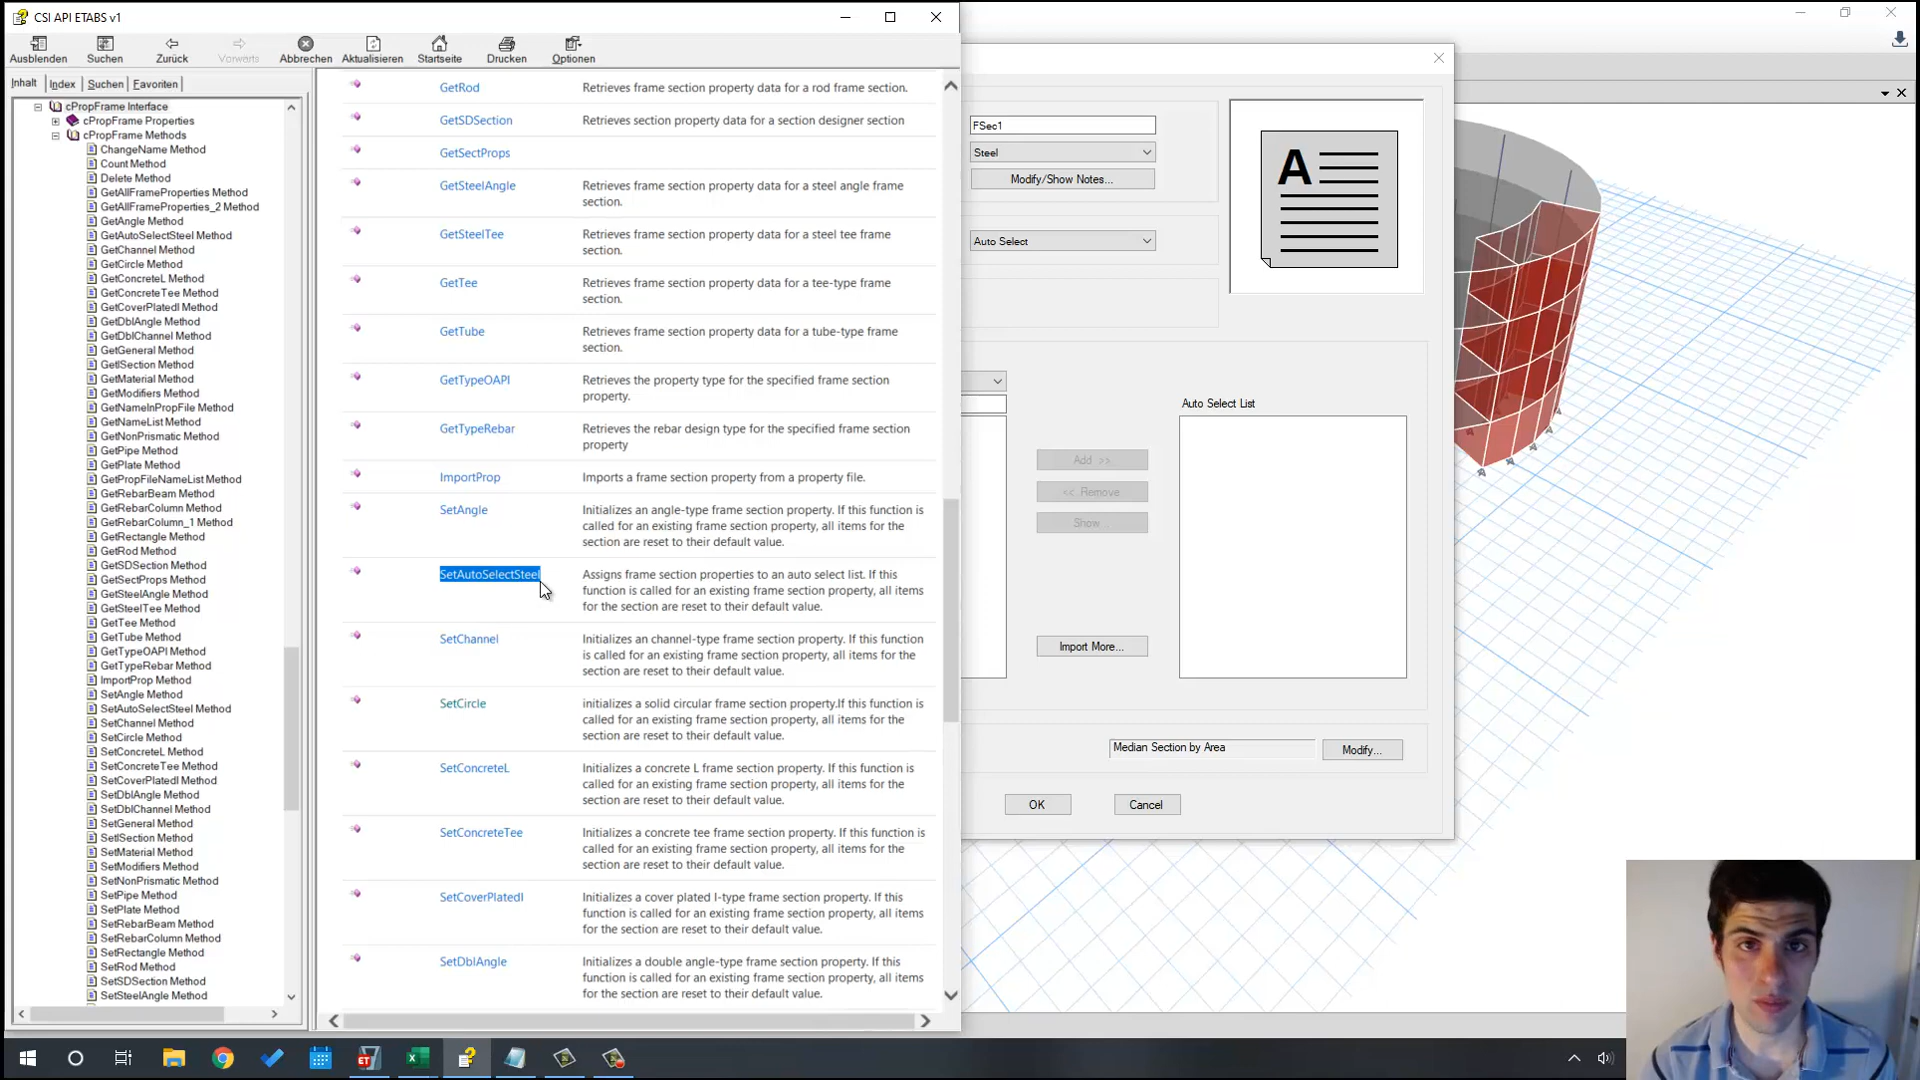 CSI API ETABS v1
Ausblenden
Suchen
Zurück
Vorwärts
Abbrechen
Aktualisieren
Startseite
Drucken
Optionen
Inhalt
Index
Suchen
Favoriten
cPropFrame Interface
cPropFrame Properties
cPropFrame Methods
ChangeName Method
Count Method
Delete Method
GetAllFrameProperties Method
GetAllFrameProperties_2 Method
GetAngle Method
GetAutoSelectSteel Method
GetChannel Method
GetCircle Method
GetConcreteL Method
GetConcreteTee Method
GetCoverPlatedI Method
GetDblAngle Method
GetDblChannel Method
GetGeneral Method
GetISection Method
GetMaterial Method
GetModifiers Method
GetNameInPropFile Method
GetNameList Method
GetNonPrismatic Method
GetPipe Method
GetPlate Method
GetPropFileNameList Method
GetRebarBeam Method
GetRebarColumn Method
GetRebarColumn_1 Method
GetRectangle Method
GetRod Method
GetSDSection Method
GetSectProps Method
GetSteelAngle Method
GetSteelTee Method
GetTee Method
GetTube Method
GetTypeOAPI Method
GetTypeRebar Method
ImportProp Method
SetAngle Method
SetAutoSelectSteel Method
SetChannel Method
SetCircle Method
SetConcreteL Method
SetConcreteTee Method
SetCoverPlatedI Method
SetDblAngle Method
SetDblChannel Method
SetGeneral Method
SetISection Method
SetMaterial Method
SetModifiers Method
SetNonPrismatic Method
SetPipe Method
SetPlate Method
SetRebarBeam Method
SetRebarColumn Method
SetRectangle Method
SetRod Method
SetSDSection Method
SetSteelAngle Method
GetRod
Retrieves frame section property data for a rod frame section.
GetSDSection
Retrieves section property data for a section designer section
GetSectProps
GetSteelAngle
Retrieves frame section property data for a steel angle frame
section.
GetSteelTee
Retrieves frame section property data for a steel tee frame
section.
GetTee
Retrieves frame section property data for a tee-type frame
section.
GetTube
Retrieves frame section property data for a tube-type frame
section.
GetTypeOAPI
Retrieves the property type for the specified frame section
property.
GetTypeRebar
Retrieves the rebar design type for the specified frame section
property
ImportProp
Imports a frame section property from a property file.
SetAngle
Initializes an angle-type frame section property. If this function is
called for an existing frame section property, all items for the
section are reset to their default value.
SetAutoSelectSteel
Assigns frame section properties to an auto select list. If this
function is called for an existing frame section property, all items
for the section are reset to their default value.
SetChannel
Initializes an channel-type frame section property. If this function
is called for an existing frame section property, all items for the
section are reset to their default value.
SetCircle
initializes a solid circular frame section property.If this function is
called for an existing frame section property, all items for the
section are reset to their default value.
SetConcreteL
Initializes a concrete L frame section property. If this function is
called for an existing frame section property, all items for the
section are reset to their default value.
SetConcreteTee
Initializes a concrete tee frame section property. If this function is
called for an existing frame section property, all items for the
section are reset to their default value.
SetCoverPlatedI
Initializes a cover plated I-type frame section property. If this
function is called for an existing frame section property, all items
for the section are reset to their default value.
SetDblAngle
Initializes a double angle-type frame section property. If this
function is called for an existing frame section property, all items
for the section are reset to their default value.
FSec1
Steel
Modify/Show Notes...
Auto Select
A
Auto Select List
Add >>
<< Remove
Show
Import More...
Median Section by Area
Modify...
OK
Cancel
ET